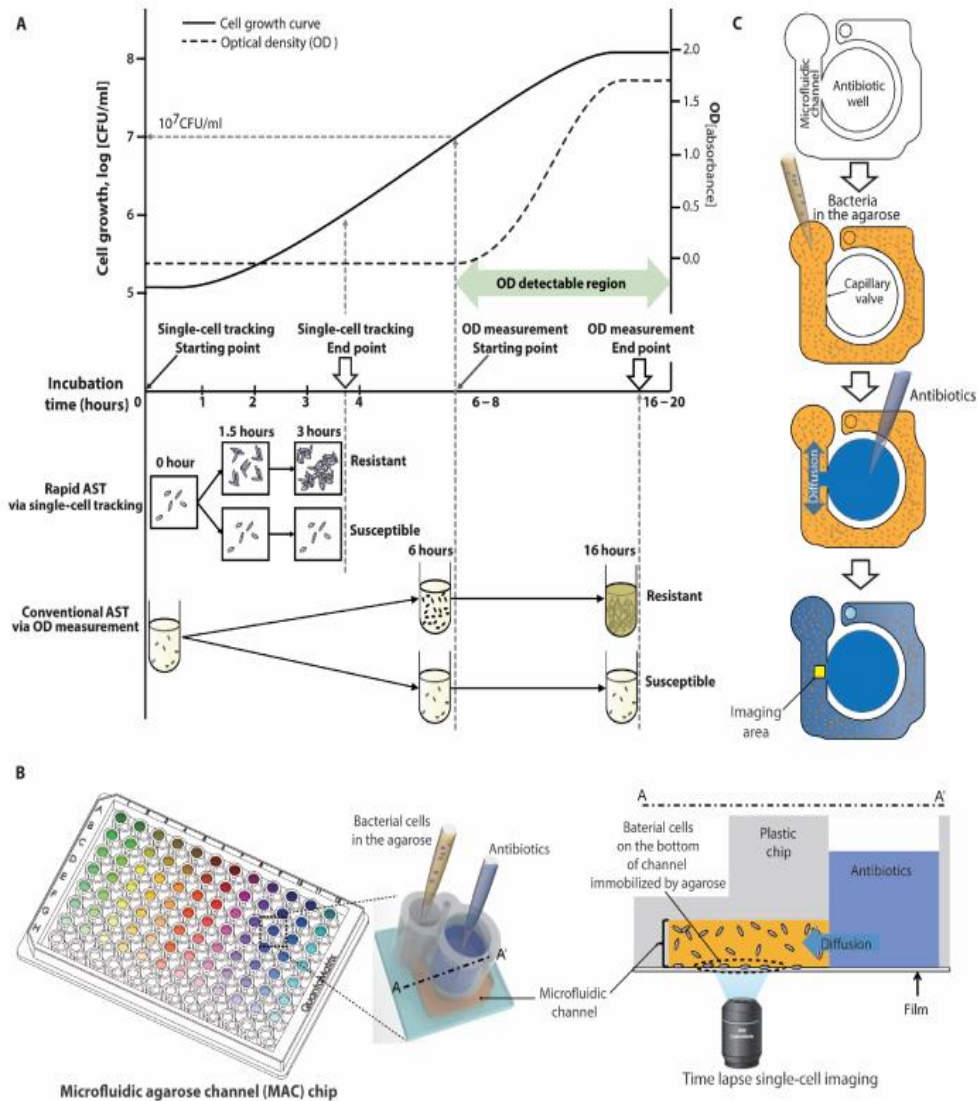 A
Cell growth curve
Optical density (OD )
8
7
6
5
Cell growth, log [CFU/ml]
10⁷CFU/ml
2.0
1.5
1.0
0.5
0.0
OD[absorbance]
OD detectable region
Single-cell tracking
Starting point
Single-cell tracking
End point
OD measurement
Starting point
OD measurement
End point
Incubation
time (hours)
0 1 2 3 4 6 – 8 16 – 20
0 hour
1.5 hours
3 hours
Resistant
Rapid AST
via single-cell tracking
Susceptible
6 hours
16 hours
Resistant
Conventional AST
via OD measurement
Susceptible
C
Microfluidic
channel
Antibiotic
well
Bacteria
in the agarose
Capillary
valve
Antibiotics
Diffusion
Imaging
area
B
A
B
C
D
E
F
G
H
QuantaMatrix
Microfluidic agarose channel (MAC) chip
Bacterial cells
in the agarose
Antibiotics
A
A'
Microfluidic
channel
A
A'
Baterial cells
on the bottom
of channel
immobilized by agarose
Plastic
chip
Antibiotics
Diffusion
Film
Time lapse single-cell imaging